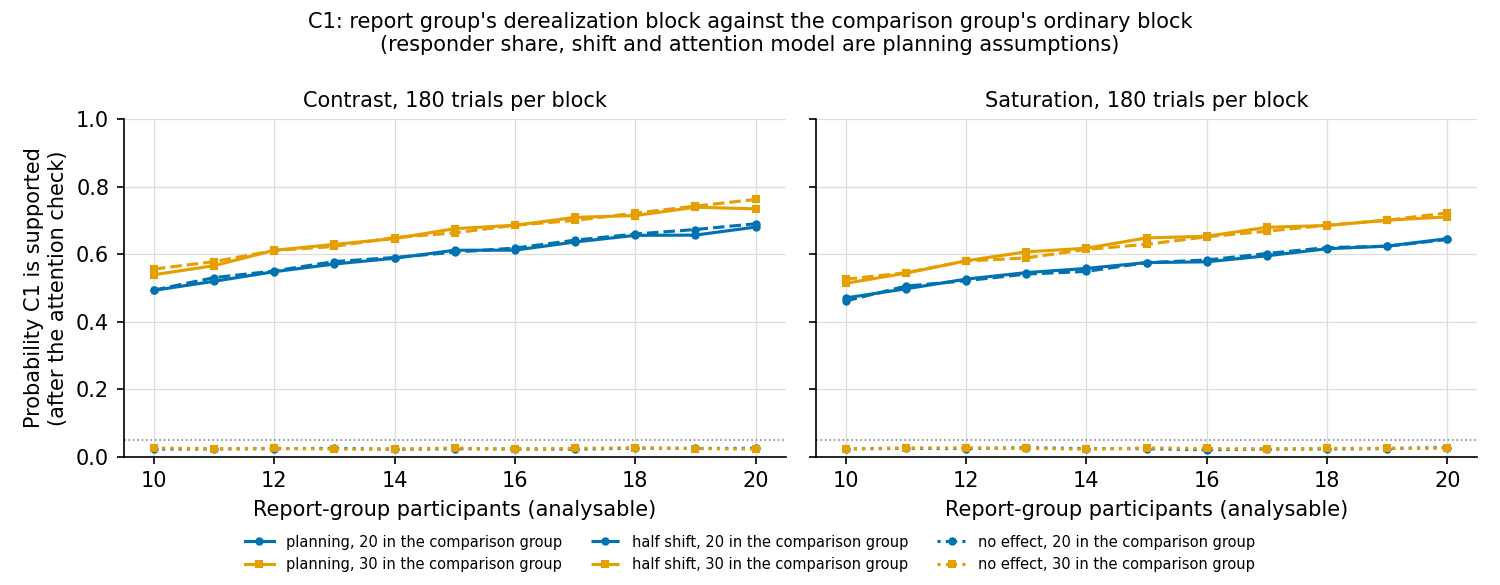 C1: report group's derealization block against the comparison group's ordinary block
(responder share, shift and attention model are planning assumptions)
Contrast, 180 trials per block
Saturation, 180 trials per block
Probability C1 is supported
(after the attention check)
1.0
0.8
0.6
0.4
0.2
0.0
10 12 14 16 18 20
10 12 14 16 18 20
Report-group participants (analysable)
Report-group participants (analysable)
planning, 20 in the comparison group
planning, 30 in the comparison group
half shift, 20 in the comparison group
half shift, 30 in the comparison group
no effect, 20 in the comparison group
no effect, 30 in the comparison group